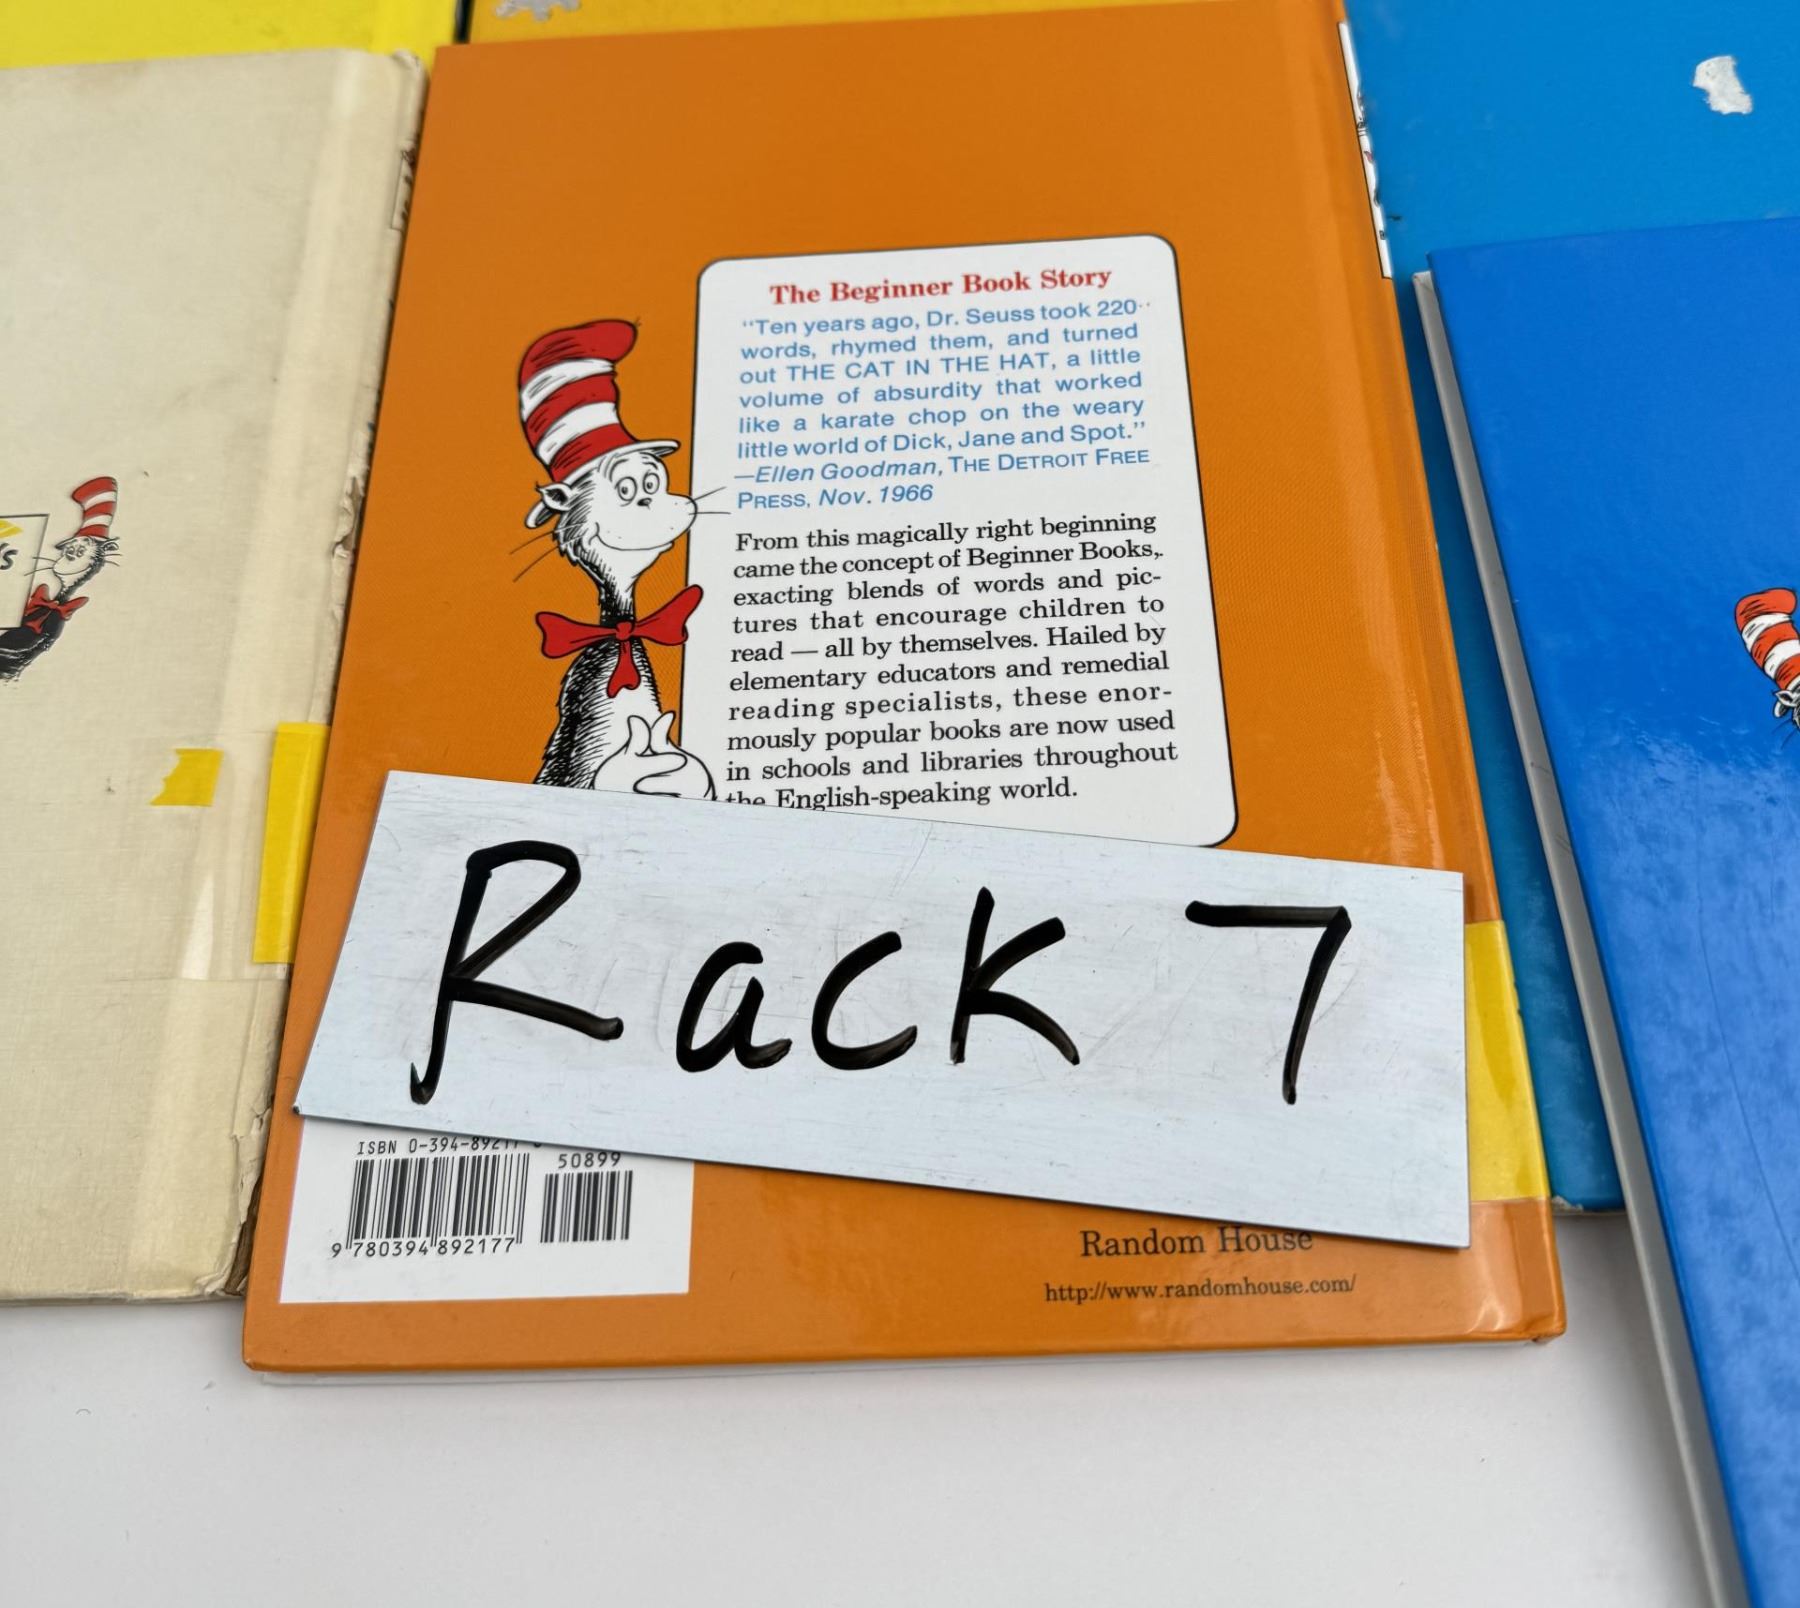 The Beginner Book Story
"Ten years ago, Dr. Seuss took 220
words, rhymed them, and turned
out THE CAT IN THE HAT, a little
volume of absurdity that worked
like a karate chop on the weary
little world of Dick, Jane and Spot."
—Ellen Goodman, THE DETROIT FREE
PRESS, Nov. 1966
From this magically right beginning
came the concept of Beginner Books,
exacting blends of words and pic-
tures that encourage children to
read — all by themselves. Hailed by
elementary educators and remedial
reading specialists, these enor-
mously popular books are now used
in schools and libraries throughout
the English-speaking world.
Rack 7
ISBN 0-394-89217
50899
9 780394 892177
Random House
http://www.randomhouse.com/